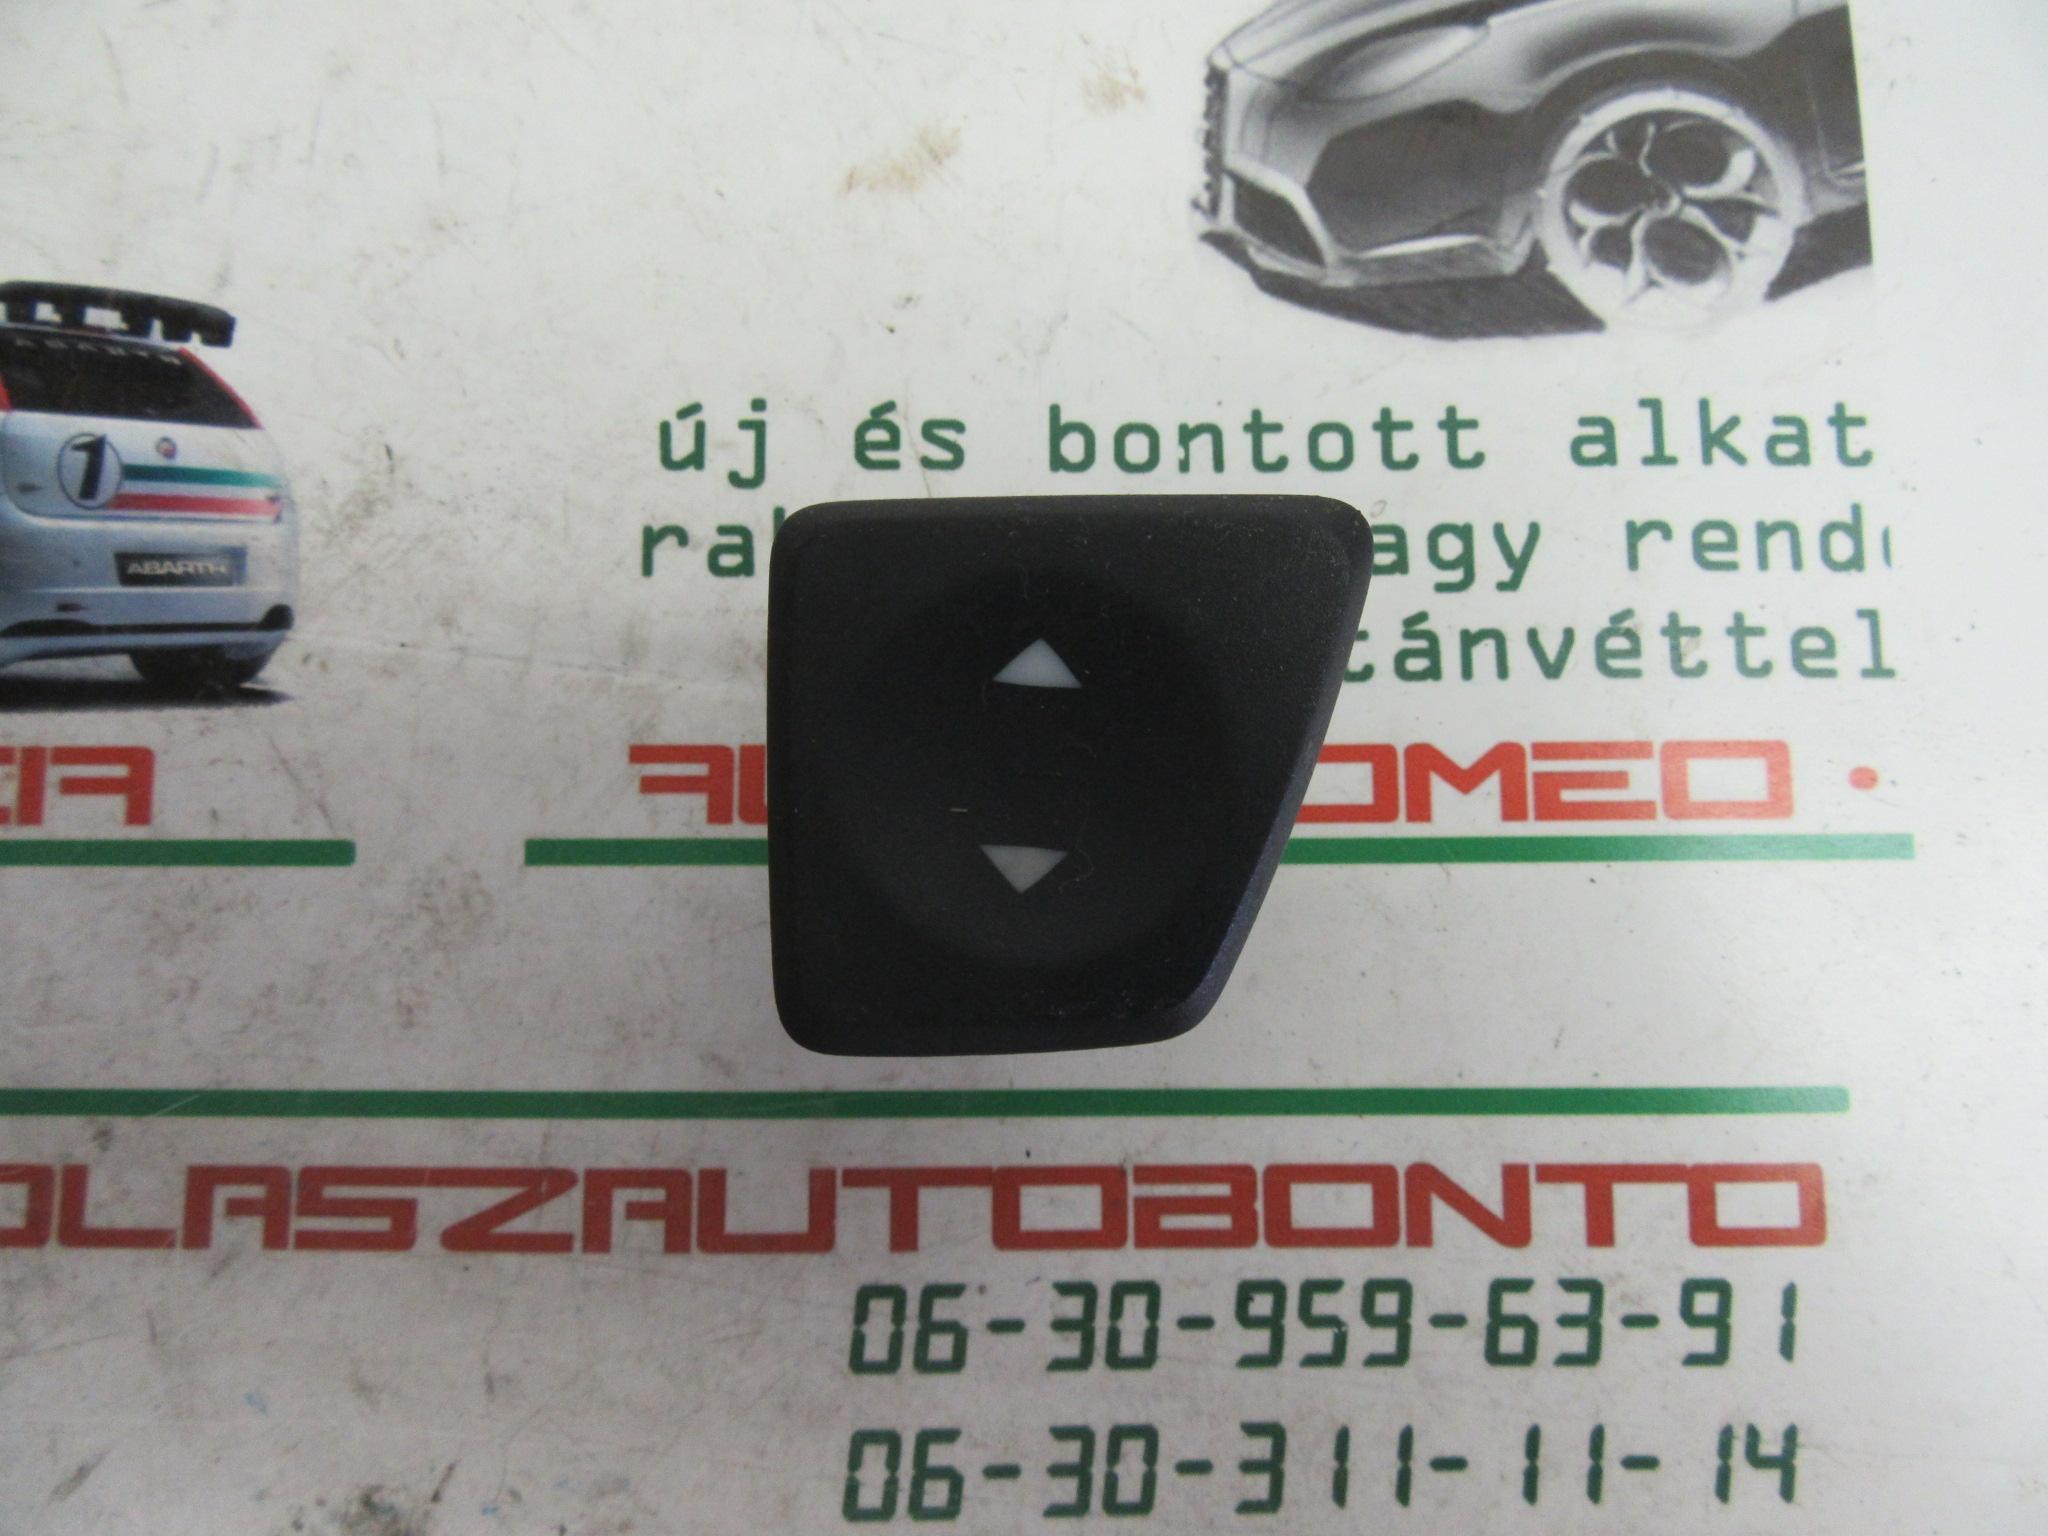 ABARTH
1
ABARTH
új és bontott alkat
agy rend
tánvéttel
OMEO •
OLASZAUTOBONTO
06-30-959-63-91
06-30-311-11-14